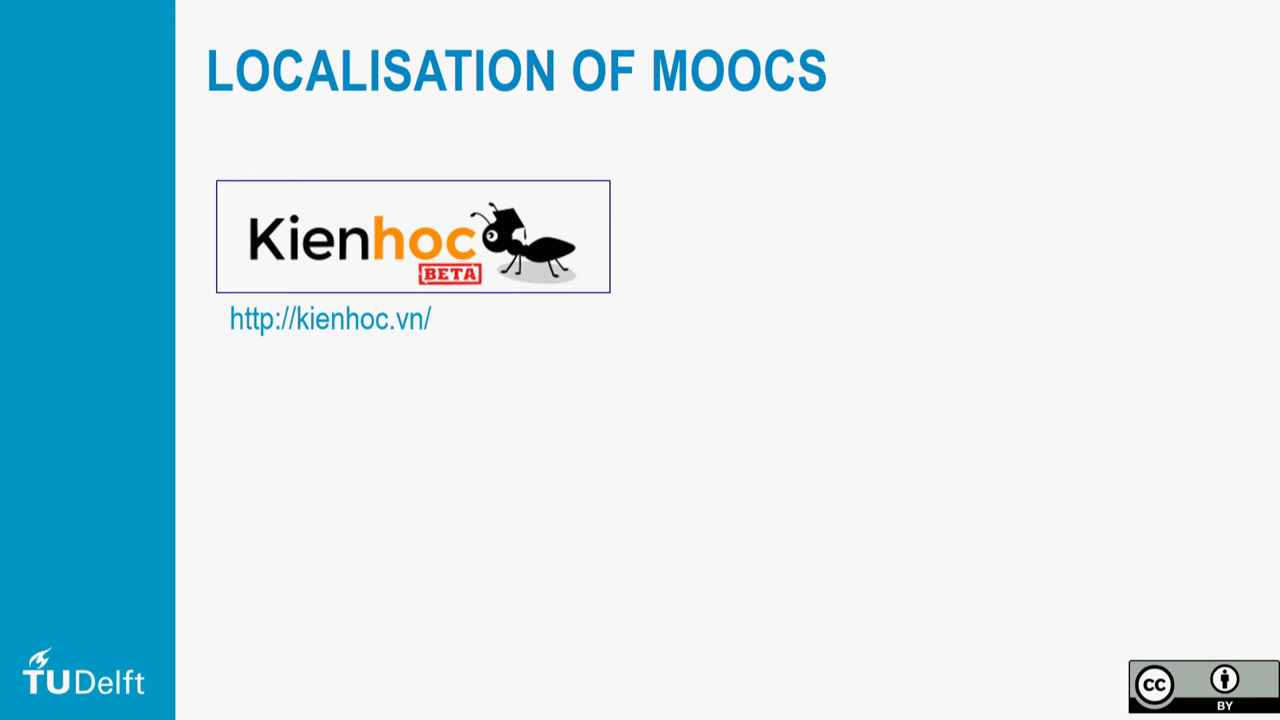 LOCALISATION OF MOOCS
Kienhoc
BETA
http://kienhoc.vn/
TUDelft
cc
BY